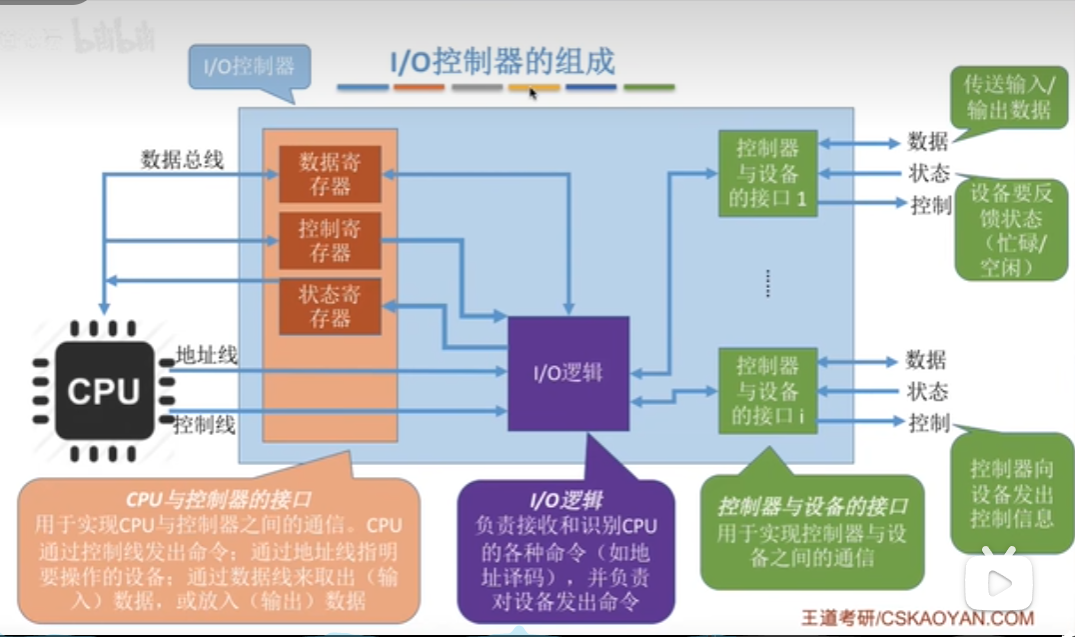 bilibili
I/O控制器
I/O控制器的组成
传送输入/
输出数据
数据总线
数据寄
存器
控制寄
存器
状态寄
存器
控制器
与设备
的接口 1
数据
状态
控制
设备要反
馈状态
（忙碌/
空闲）
CPU
地址线
控制线
I/O逻辑
控制器
与设备
的接口 i
数据
状态
控制
CPU与控制器的接口
用于实现CPU与控制器之间的通信。CPU
通过控制线发出命令；通过地址线指明
要操作的设备；通过数据线来取出（输
入）数据，或放入（输出）数据
I/O逻辑
负责接收和识别CPU
的各种命令（如地
址译码），并负责
对设备发出命令
控制器与设备的接口
用于实现控制器与设
备之间的通信
控制器向
设备发出
控制信息
王道考研/CSKAOYAN.COM